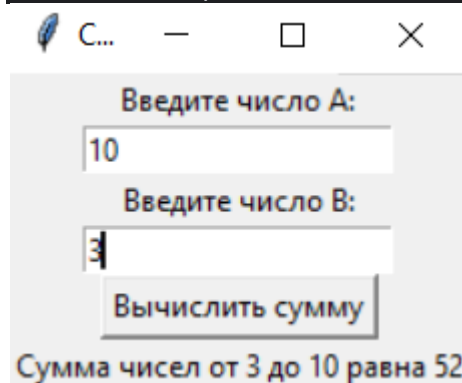 С...
Введите число A:
10
Введите число B:
3
Вычислить сумму
Сумма чисел от 3 до 10 равна 52